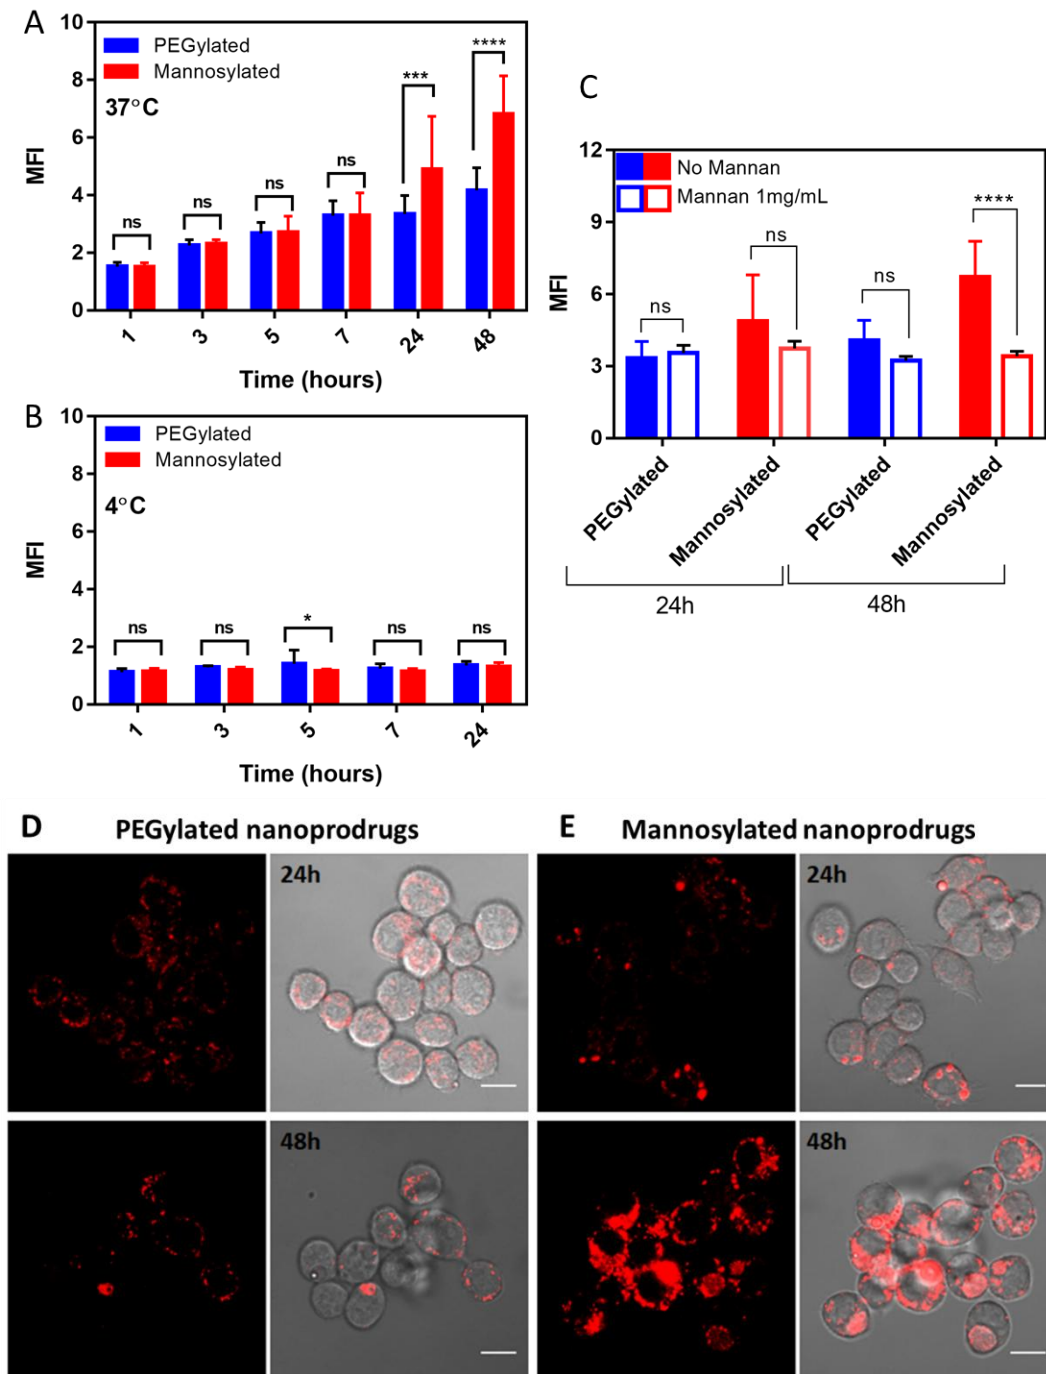 A
10
8
6
4
2
0
MFI
PEGylated
Mannosylated
37°C
ns
ns
ns
ns
***
****
1
3
5
7
24
48
Time (hours)
B
10
8
6
4
2
0
MFI
PEGylated
Mannosylated
4°C
ns
ns
*
ns
ns
1
3
5
7
24
Time (hours)
C
12
9
6
3
0
MFI
No Mannan
Mannan 1mg/mL
ns
ns
ns
****
PEGylated
Mannosylated
PEGylated
Mannosylated
24h
48h
D PEGylated nanoprodrugs
24h
48h
E Mannosylated nanoprodrugs
24h
48h